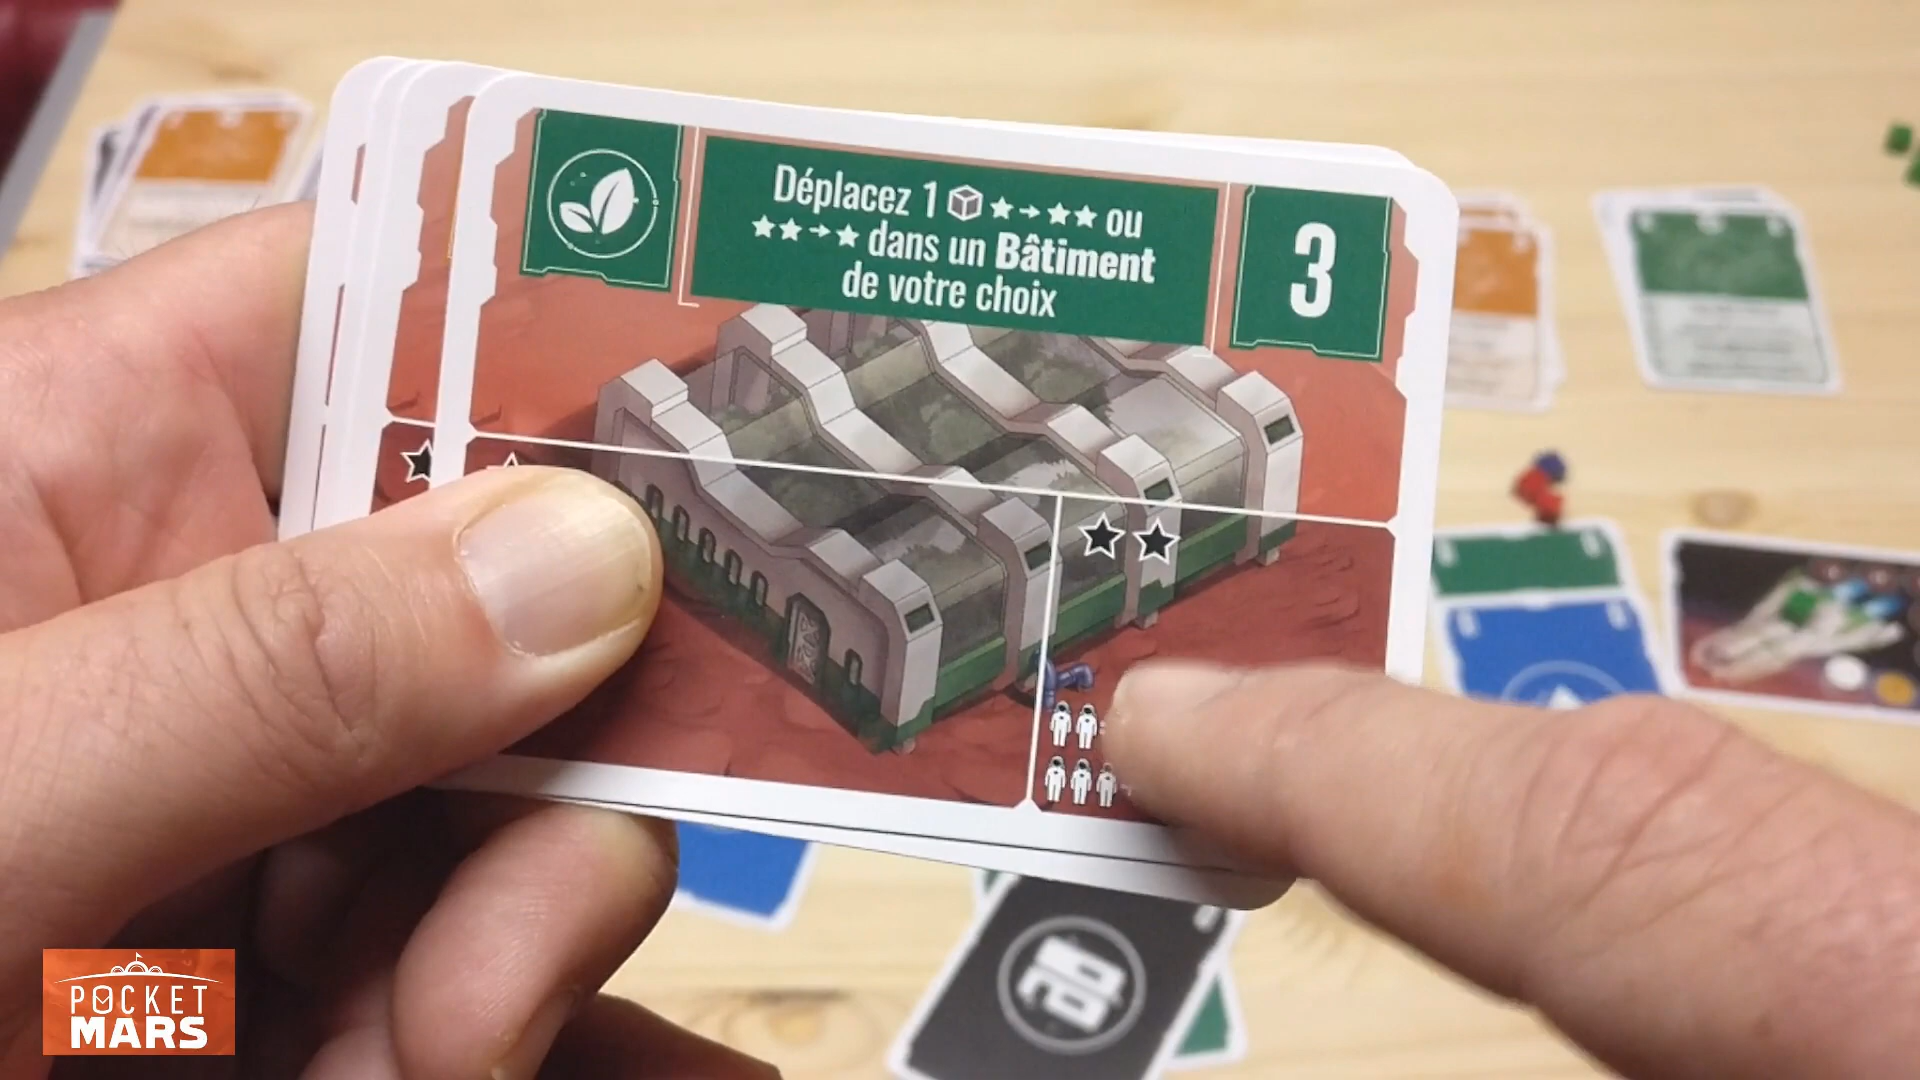 Déplacez 1 ★→★★ ou
★★→★ dans un Bâtiment
de votre choix
3
POCKET
MARS